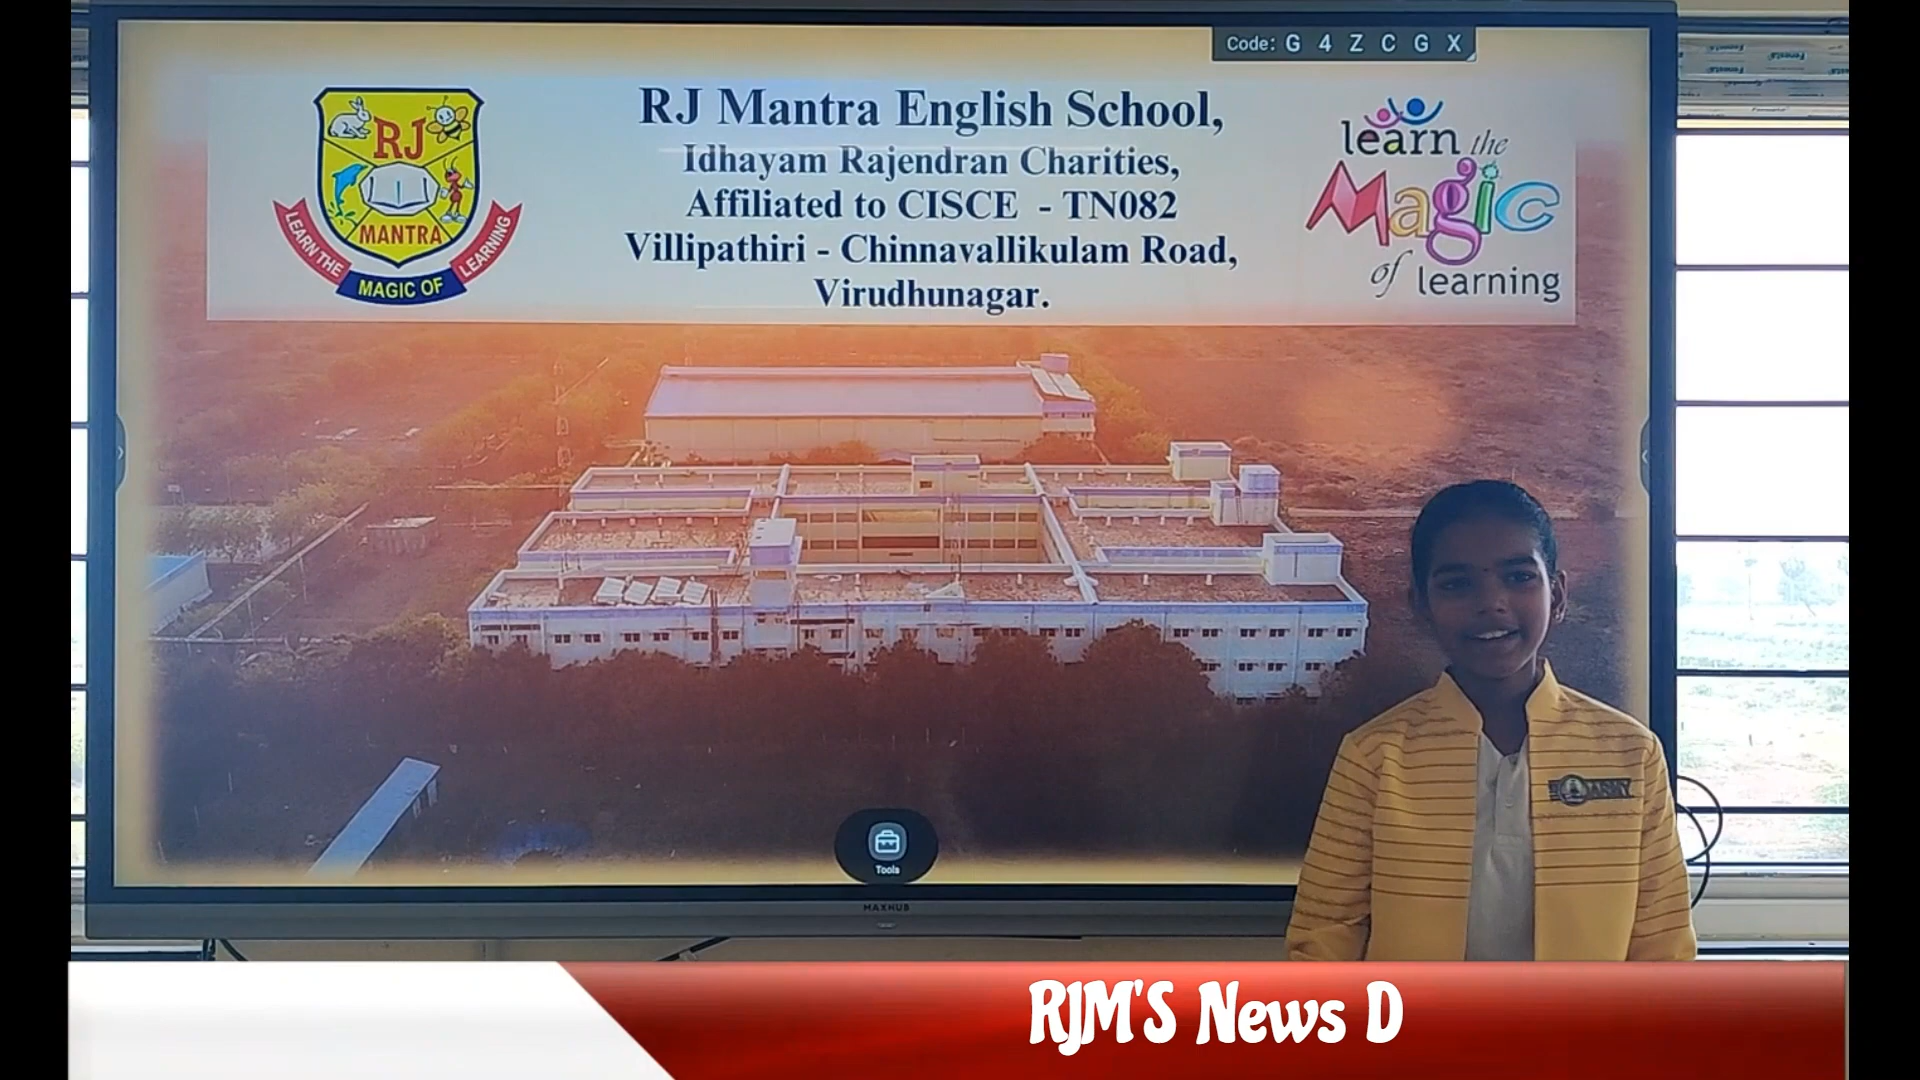 Code: G 4 Z C G X
RJ Mantra English School,
Idhayam Rajendran Charities,
Affiliated to CISCE - TN082
Villipathiri - Chinnavallikulam Road,
Virudhunagar.
RJ
MANTRA
LEARN THE
MAGIC OF
LEARNING
learn the
Magic
of learning
Tools
MAXHUB
ARMY
RJM'S News D